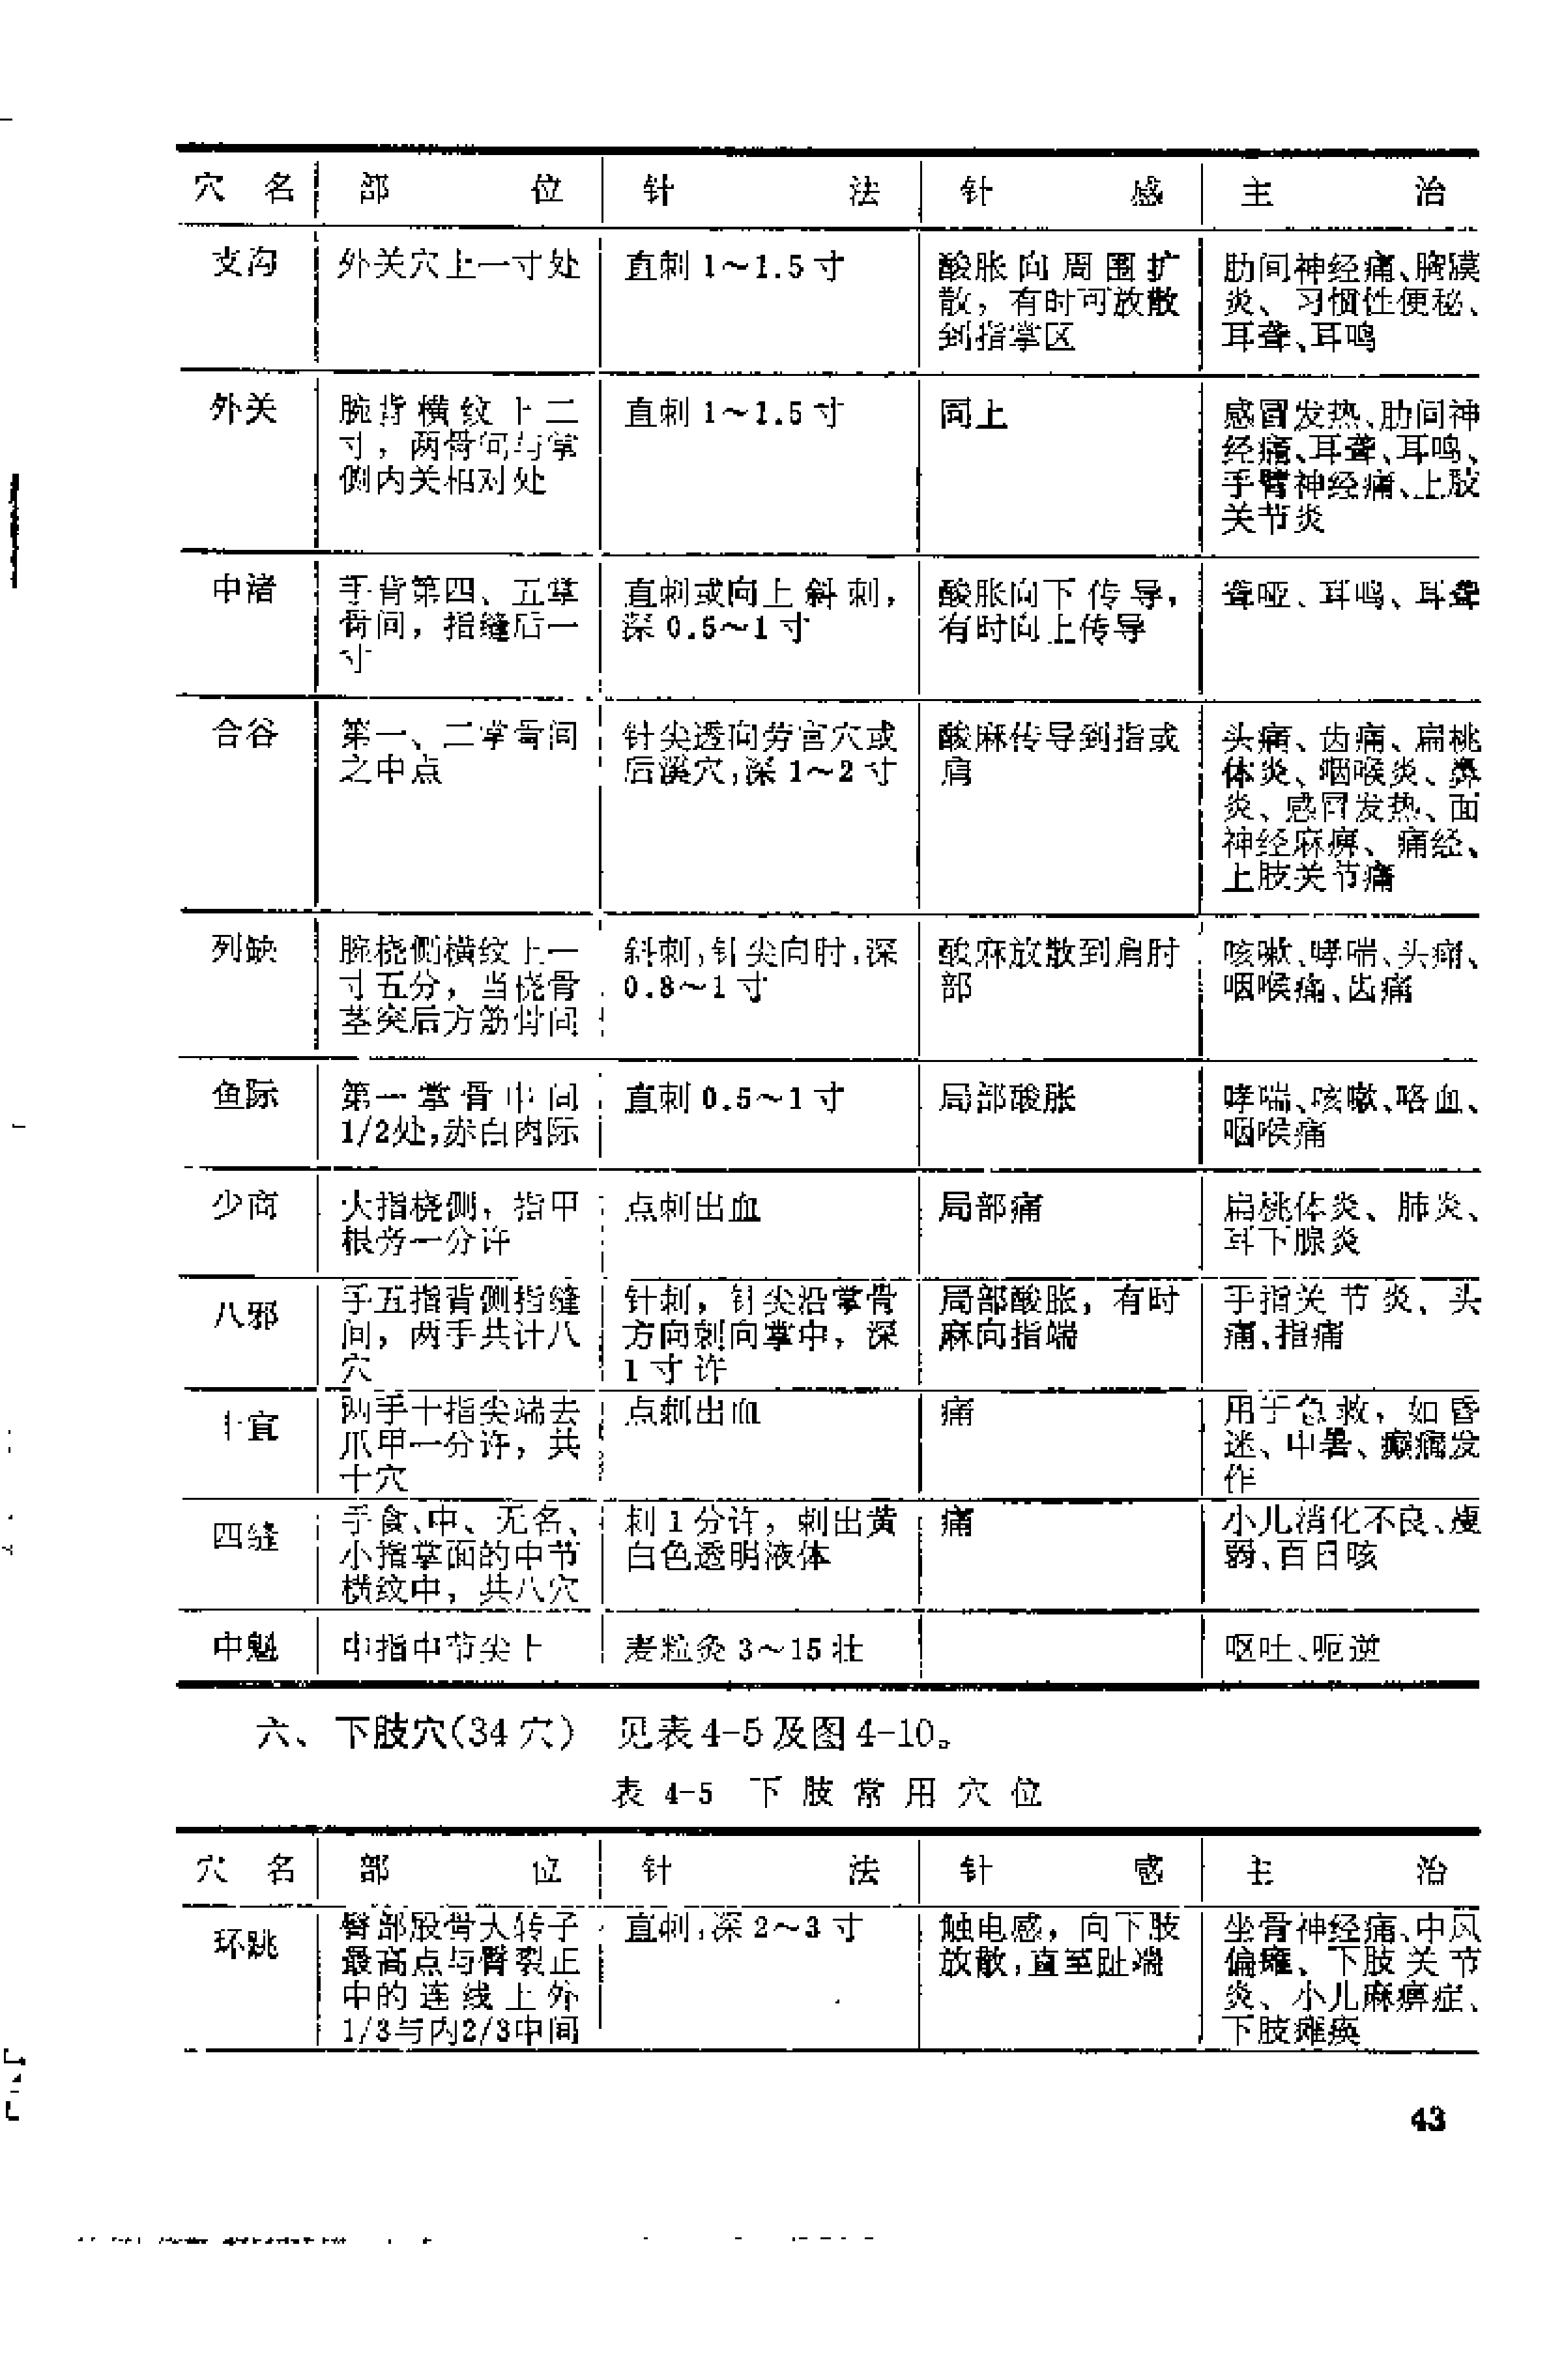 穴 名 部 位 针 法 针 感 主 治
支沟 外关穴上一寸处 直刺 1～1.5 寸 酸胀向周围扩 肋间神经痛、胸膜
散，有时可放散 炎、习惯性便秘、
到指掌区 耳聋、耳鸣
外关 腕背横纹上二 直刺 1～1.5 寸 同上 感冒发热、肋间神
寸，两骨间与掌 经痛、耳聋、耳鸣、
侧内关相对处 手臂神经痛、上肢
关节炎
中渚 手背第四、五掌 直刺或向上斜刺， 酸胀向下传导， 聋哑、耳鸣、耳聋
骨间，指缝后一 深 0.5～1 寸 有时向上传导
寸
合谷 第一、二掌骨间 针尖透向劳宫穴或 酸麻传导到指或 头痛、齿痛、扁桃
之中点 后溪穴，深 1～2 寸 肩 体炎、咽喉炎、鼻
炎、感冒发热、面
神经麻痹、痛经、
上肢关节痛
列缺 腕桡侧横纹上一 斜刺，针尖向肘，深 酸麻放散到肩肘 咳嗽、哮喘、头痛、
寸五分，当桡骨 0.8～1 寸 部 咽喉痛、齿痛
茎突后方筋骨间
鱼际 第一掌骨中间 直刺 0.5～1 寸 局部酸胀 哮喘、咳嗽、咯血、
1/2处，赤白肉际 咽喉痛
少商 大指桡侧，指甲 点刺出血 局部痛 扁桃体炎、肺炎、
根旁一分许 耳下腺炎
八邪 手五指背侧指缝 针刺，针尖沿掌骨 局部酸胀，有时 手指关节炎、头
间，两手共计八 方向刺向掌中，深 麻向指端 痛、指痛
穴 1 寸许
十宣 两手十指尖端去 点刺出血 痛 用于急救，如昏
爪甲一分许，共 迷、中暑、癫痫发
十穴 作
四缝 手食、中、无名、 刺 1 分许，刺出黄 痛 小儿消化不良、瘦
小指掌面的中节 白色透明液体 弱、百日咳
横纹中，共八穴
中魁 中指中节尖上 麦粒灸 3～15 壮 呕吐、呃逆
六、下肢穴(34 穴) 见表 4-5 及图 4-10。
表 4-5 下肢常用穴位
穴 名 部 位 针 法 针 感 主 治
环跳 臀部股骨大转子 直刺，深 2～3 寸 触电感，向下肢 坐骨神经痛、中风
最高点与臀裂正 放散，直至趾端 偏瘫、下肢关节
中的连线上外 炎、小儿麻痹症、
1/3与内2/3中间 下肢瘫痪
43